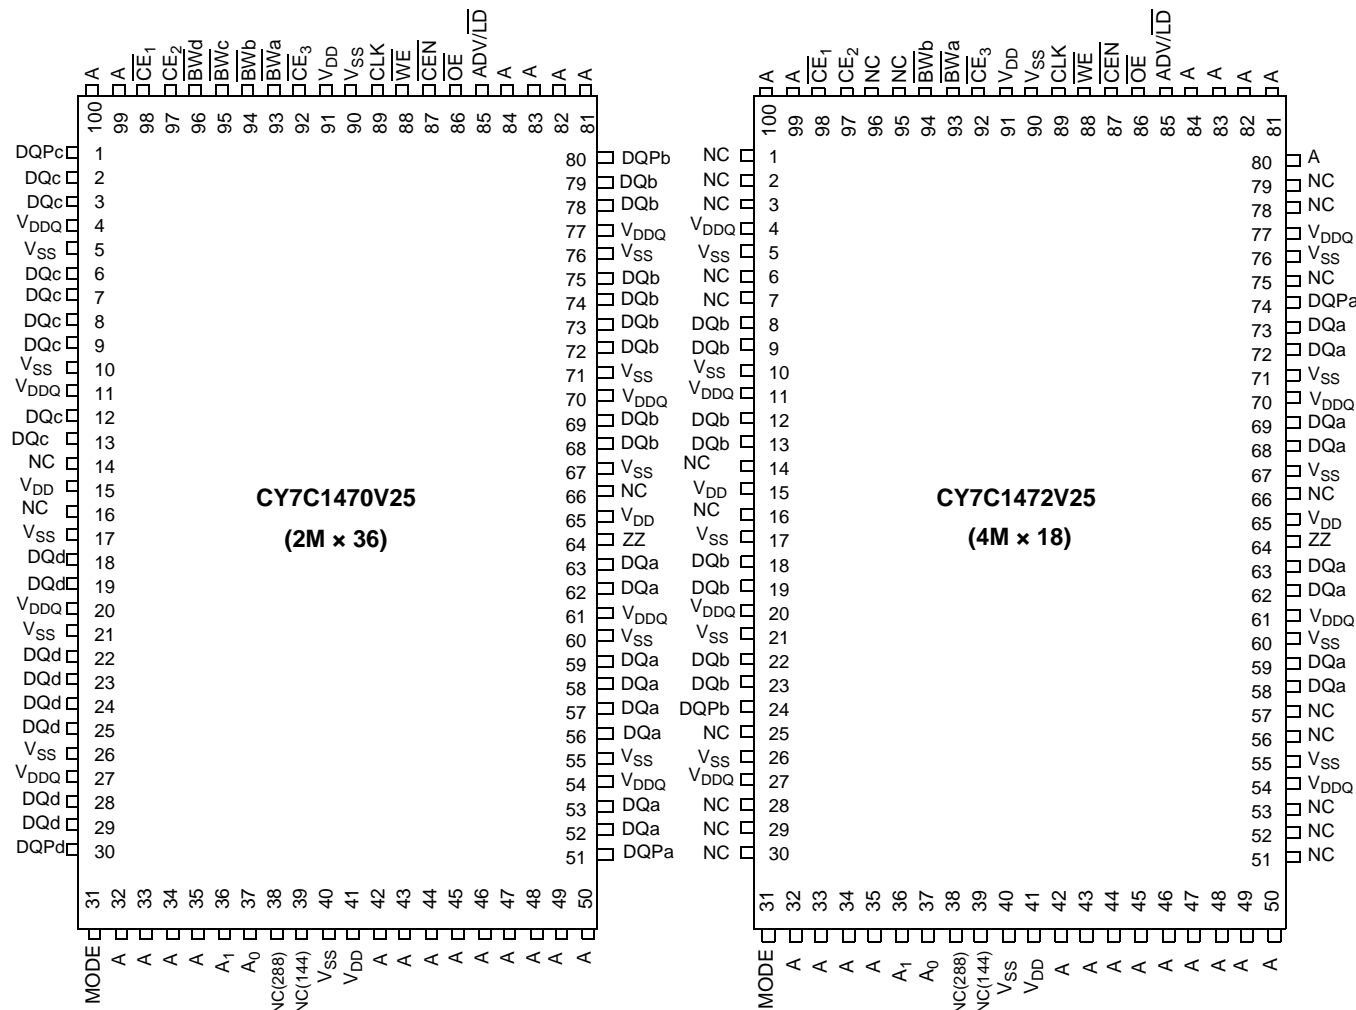 A A CE1 CE2 BWd BWc BWb BWa CE3 VDD VSS CLK WE CEN OE ADV/LD A A A A
100 99 98 97 96 95 94 93 92 91 90 89 88 87 86 85 84 83 82 81
DQPc 1 80 DQPb
DQc 2 79 DQb
DQc 3 78 DQb
VDDQ 4 77 VDDQ
VSS 5 76 VSS
DQc 6 75 DQb
DQc 7 74 DQb
DQc 8 73 DQb
DQc 9 72 DQb
VSS 10 71 VSS
VDDQ 11 70 VDDQ
DQc 12 69 DQb
DQc 13 68 DQb
NC 14 67 VSS
VDD 15 66 NC
NC 16 65 VDD
VSS 17 64 ZZ
DQd 18 63 DQa
DQd 19 62 DQa
VDDQ 20 61 VDDQ
VSS 21 60 VSS
DQd 22 59 DQa
DQd 23 58 DQa
DQd 24 57 DQa
DQd 25 56 DQa
VSS 26 55 VSS
VDDQ 27 54 VDDQ
DQd 28 53 DQa
DQd 29 52 DQa
DQPd 30 51 DQPa
CY7C1470V25
(2M × 36)
31 32 33 34 35 36 37 38 39 40 41 42 43 44 45 46 47 48 49 50
MODE A A A A A1 A0 NC(288) NC(144) VSS VDD A A A A A A A A A
A A CE1 CE2 NC NC BWb BWa CE3 VDD VSS CLK WE CEN OE ADV/LD A A A A
100 99 98 97 96 95 94 93 92 91 90 89 88 87 86 85 84 83 82 81
NC 1 80 A
NC 2 79 NC
NC 3 78 NC
VDDQ 4 77 VDDQ
VSS 5 76 VSS
NC 6 75 NC
NC 7 74 DQPa
DQb 8 73 DQa
DQb 9 72 DQa
VSS 10 71 VSS
VDDQ 11 70 VDDQ
DQb 12 69 DQa
DQb 13 68 DQa
NC 14 67 VSS
VDD 15 66 NC
NC 16 65 VDD
VSS 17 64 ZZ
DQb 18 63 DQa
DQb 19 62 DQa
VDDQ 20 61 VDDQ
VSS 21 60 VSS
DQb 22 59 DQa
DQb 23 58 DQa
DQPb 24 57 NC
NC 25 56 NC
VSS 26 55 VSS
VDDQ 27 54 VDDQ
NC 28 53 NC
NC 29 52 NC
NC 30 51 NC
CY7C1472V25
(4M × 18)
31 32 33 34 35 36 37 38 39 40 41 42 43 44 45 46 47 48 49 50
MODE A A A A A1 A0 NC(288) NC(144) VSS VDD A A A A A A A A A